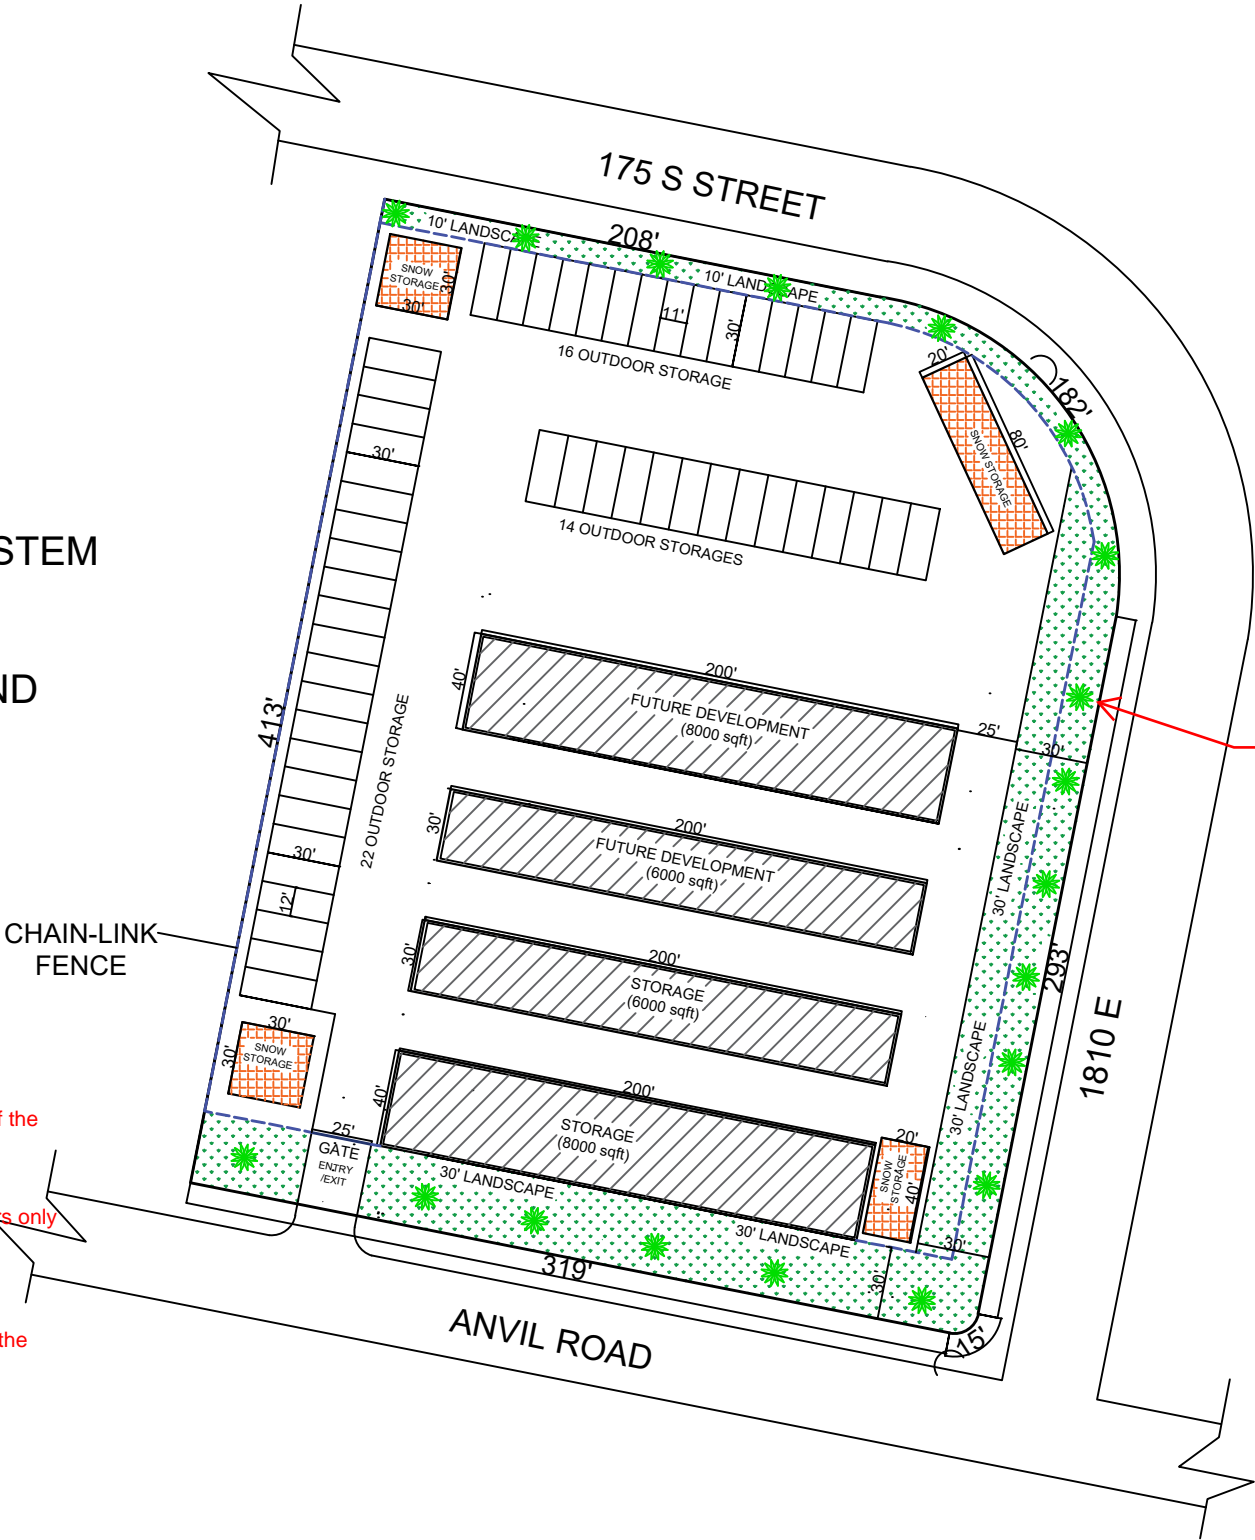 175 S STREET
10' LANDSCAPE
208'
10' LANDSCAPE
SNOW
STORAGE
30'
30'
11'
30'
16 OUTDOOR STORAGE
20'
182'
80'
SNOW STORAGE
30'
14 OUTDOOR STORAGES
STEM
ND
413'
22 OUTDOOR STORAGE
40'
200'
FUTURE DEVELOPMENT
(8000 sqft)
25'
30'
30'
200'
FUTURE DEVELOPMENT
(6000 sqft)
30' LANDSCAPE
30'
12'
CHAIN-LINK
FENCE
30'
200'
STORAGE
(6000 sqft)
293'
1810 E
30'
30'
SNOW
STORAGE
30' LANDSCAPE
40'
200'
STORAGE
(8000 sqft)
f the
25'
GATE
ENTRY
/EXIT
20'
SNOW
STORAGE
40'
30' LANDSCAPE
rs only
30' LANDSCAPE
30'
30'
319'
the
ANVIL ROAD
15'